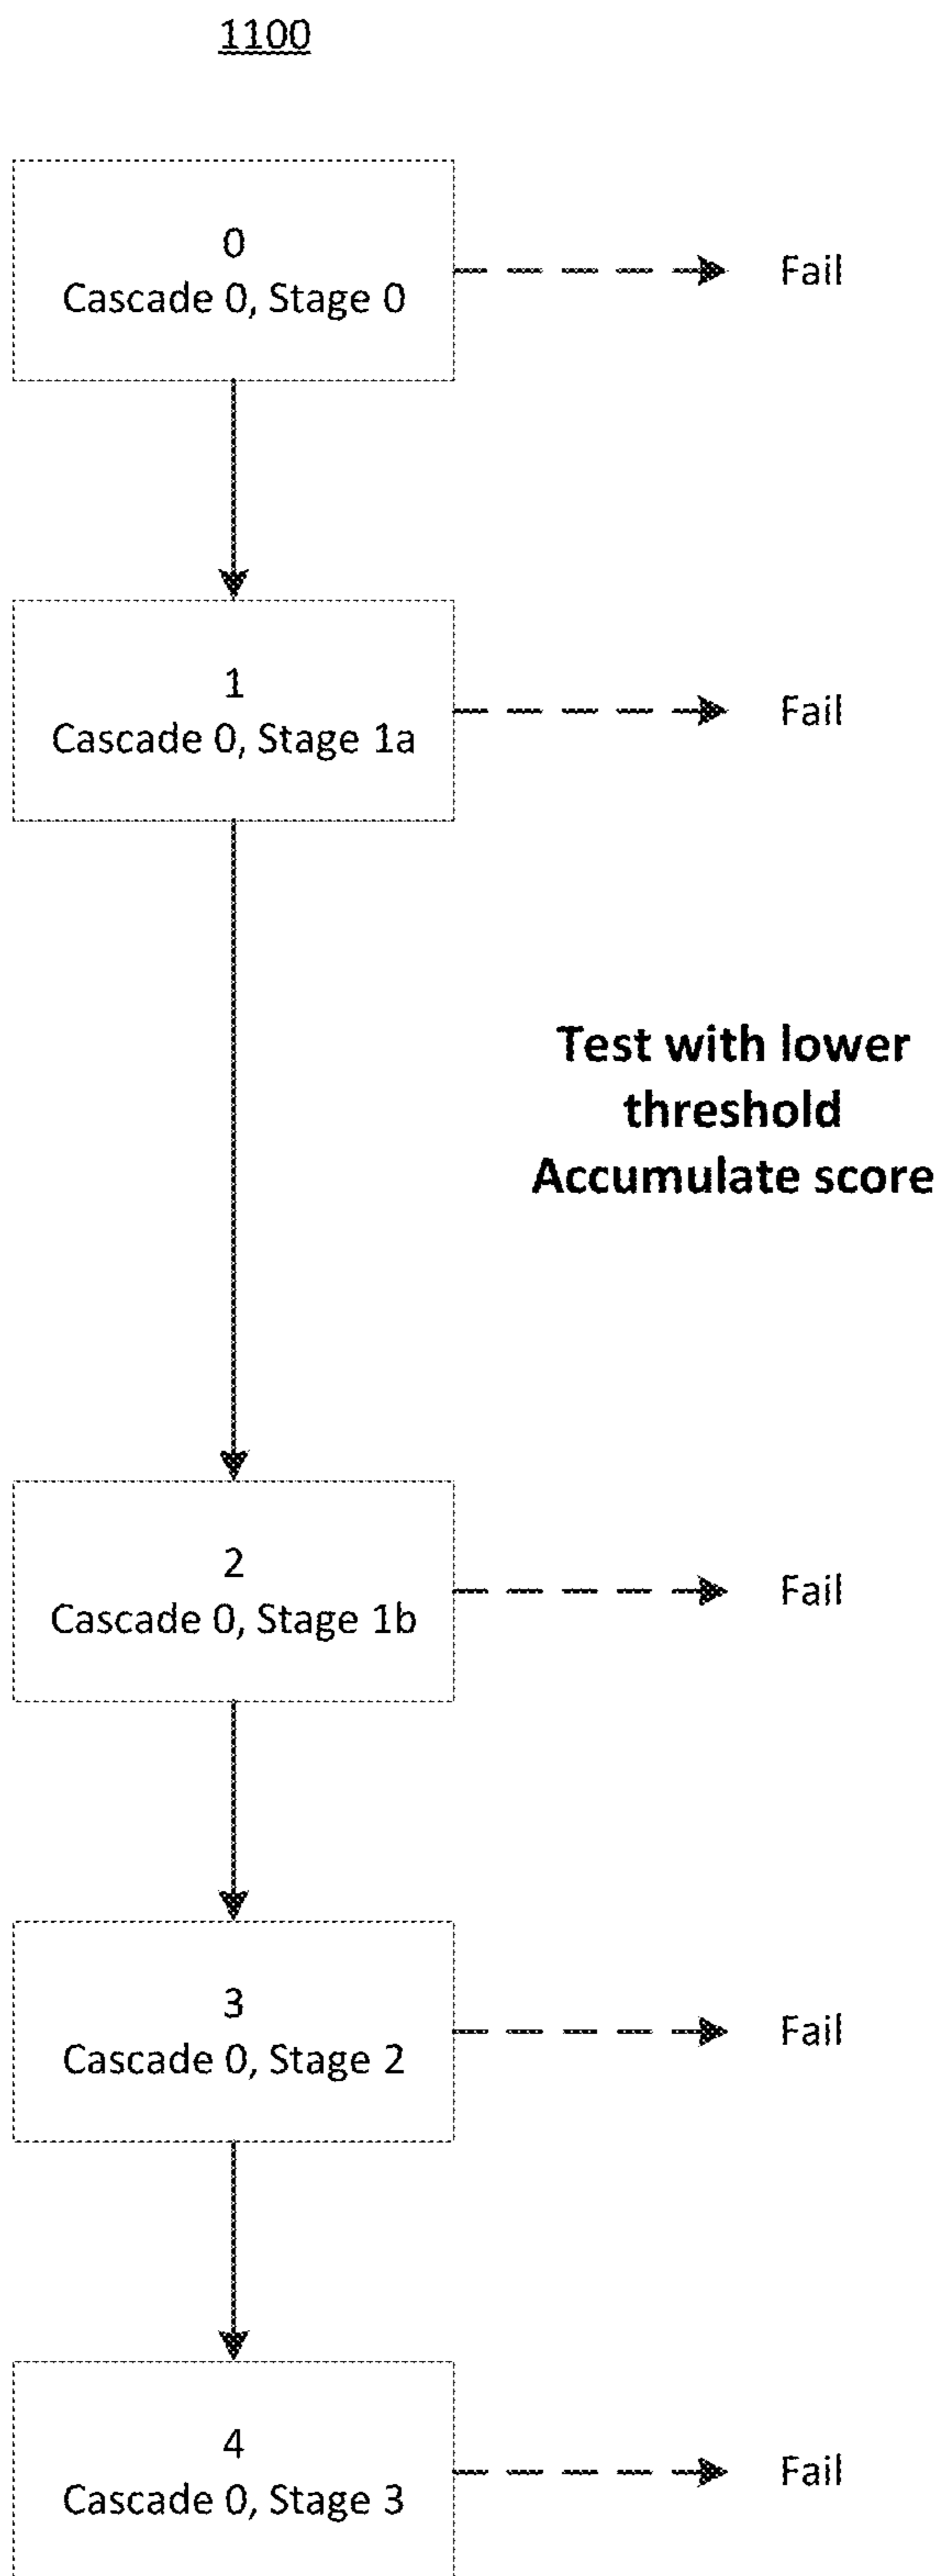 1100
0
Cascade 0, Stage 0
Fail
1
Cascade 0, Stage 1a
Fail
Test with lower
threshold
Accumulate score
2
Cascade 0, Stage 1b
Fail
3
Cascade 0, Stage 2
Fail
4
Cascade 0, Stage 3
Fail